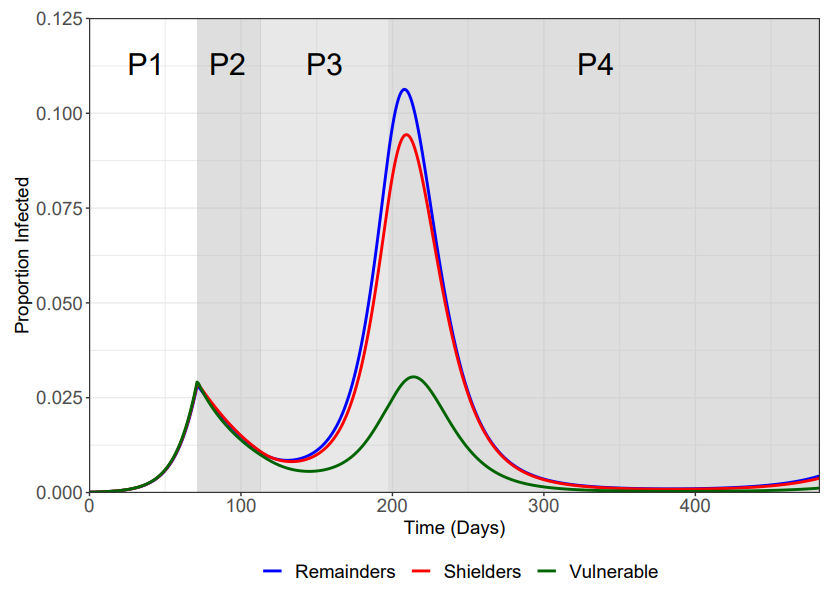 0.125
P1 P2 P3 P4
0.100
0.075
0.050
0.025
0.000
Proportion Infected
0 100 200 300 400
Time (Days)
Remainders Shielders Vulnerable